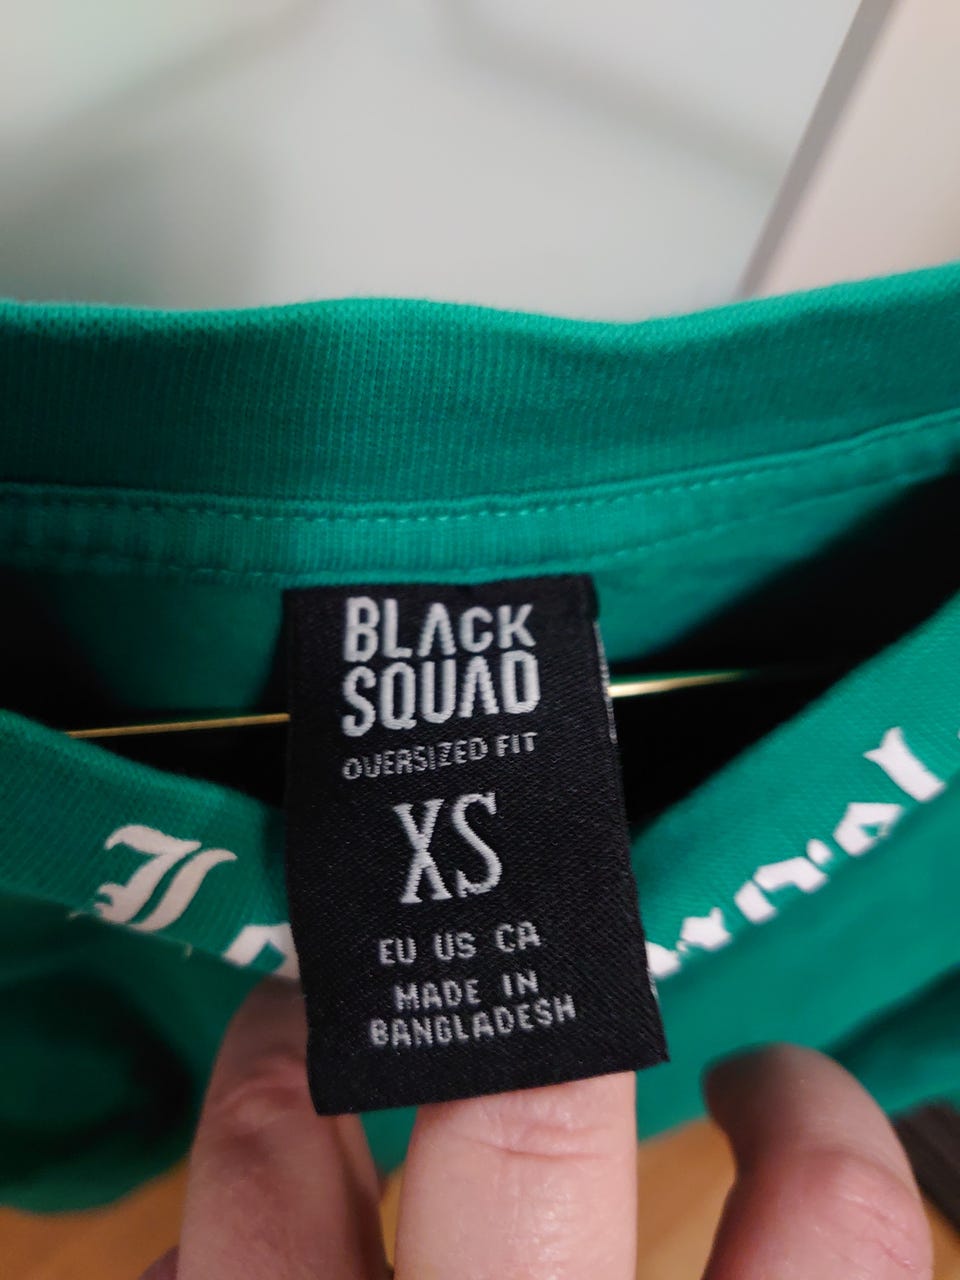 BLACK
SQUAD
OVERSIZED FIT
XS
EU US CA
MADE IN
BANGLADESH